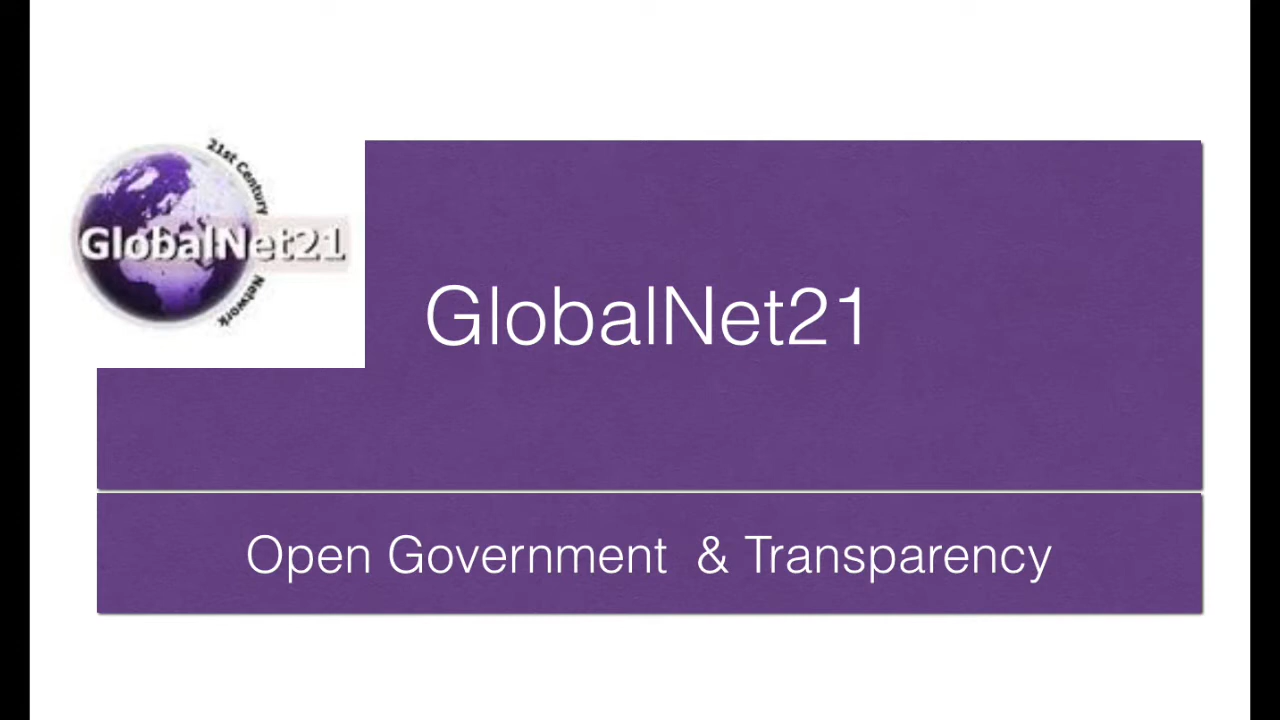 21st Century
GlobalNet21
Network
GlobalNet21
Open Government & Transparency